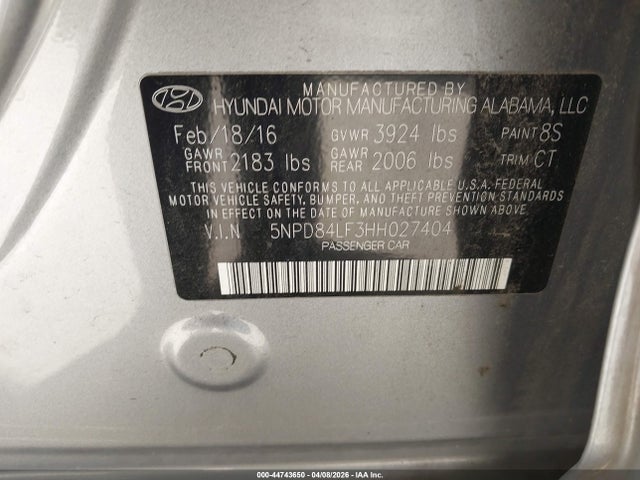 MANUFACTURED BY
HYUNDAI MOTOR MANUFACTURING ALABAMA, LLC
Feb/18/16 GVWR 3924 lbs PAINT 8S
GAWR FRONT 2183 lbs GAWR REAR 2006 lbs TRIM CT
THIS VEHICLE CONFORMS TO ALL APPLICABLE U.S.A. FEDERAL
MOTOR VEHICLE SAFETY, BUMPER, AND THEFT PREVENTION STANDARDS
IN EFFECT ON THE DATE OF MANUFACTURE SHOWN ABOVE.
V.I.N 5NPD84LF3HH027404
PASSENGER CAR
000-44743650 | 04/08/2026 | IAA Inc.